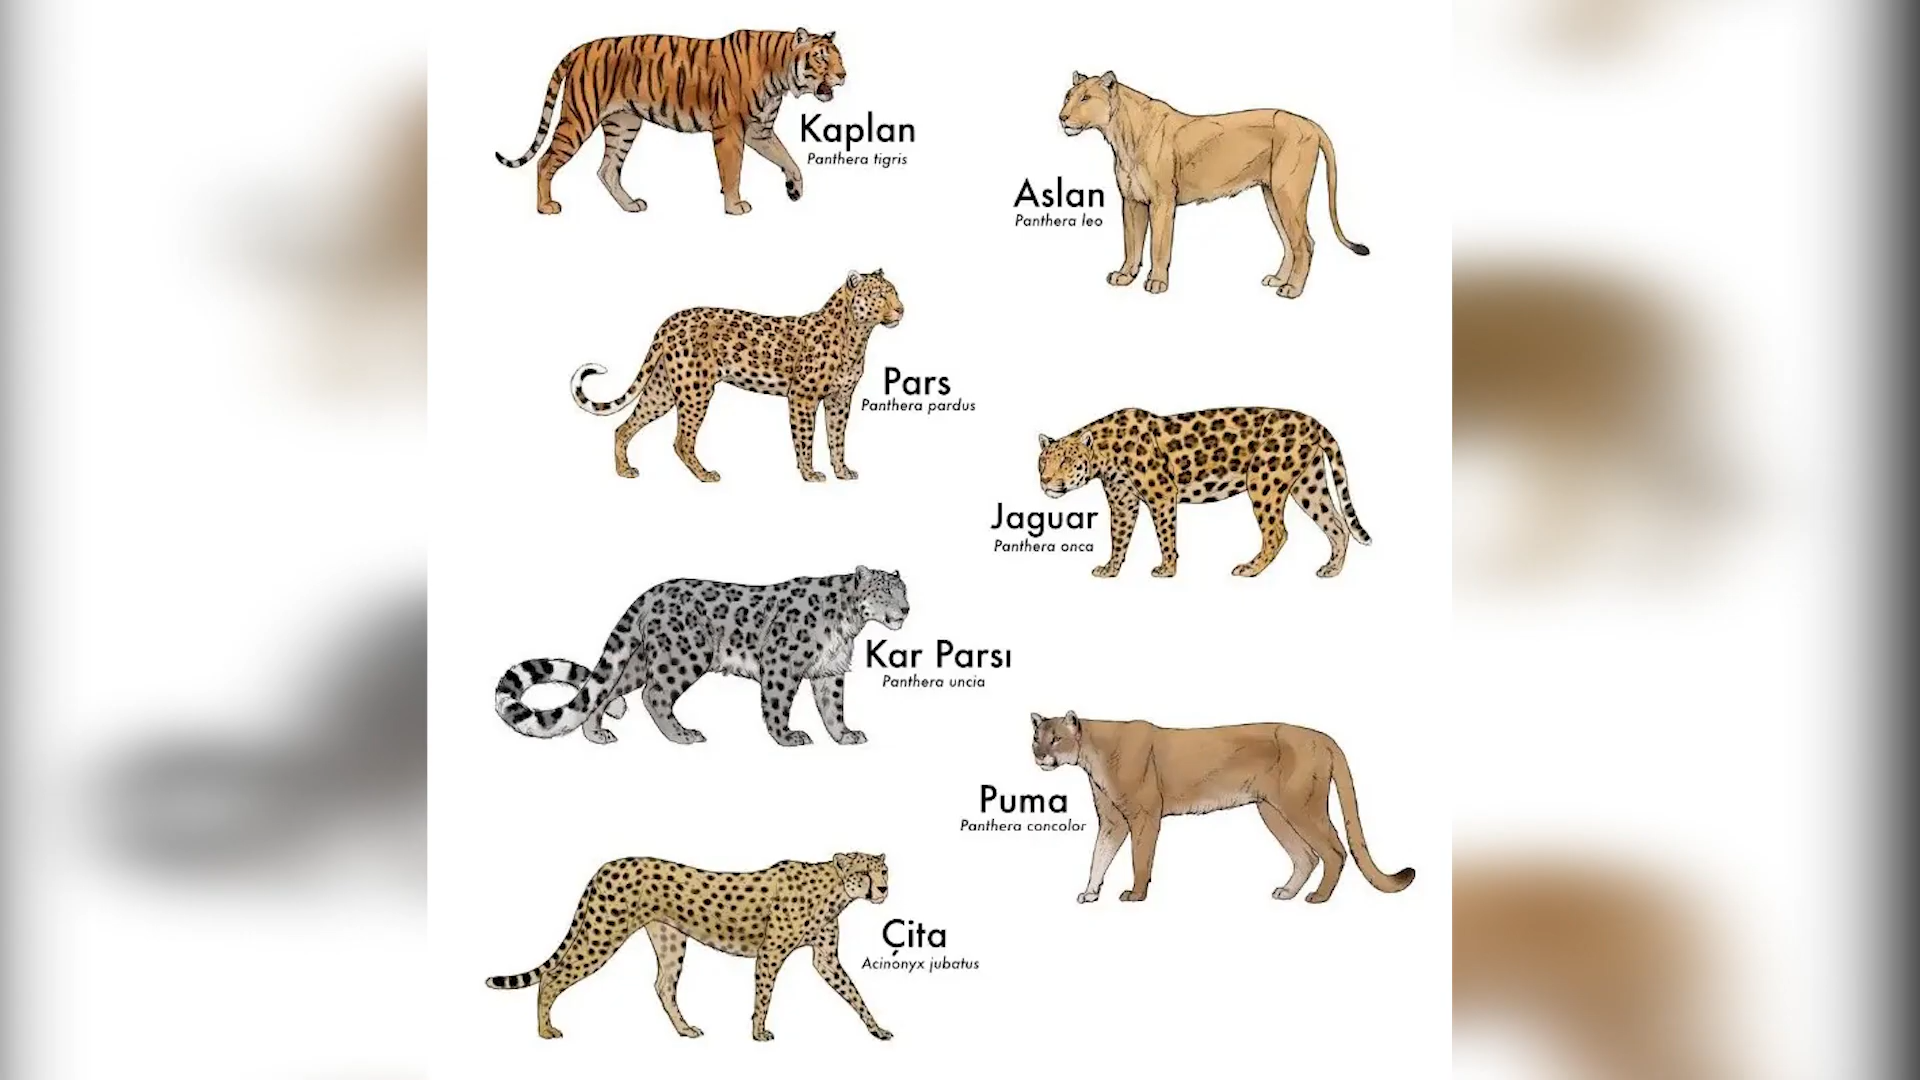 Kaplan
Panthera tigris
Aslan
Panthera leo
Pars
Panthera pardus
Jaguar
Panthera onca
Kar Parsı
Panthera uncia
Puma
Panthera concolor
Çita
Acinonyx jubatus